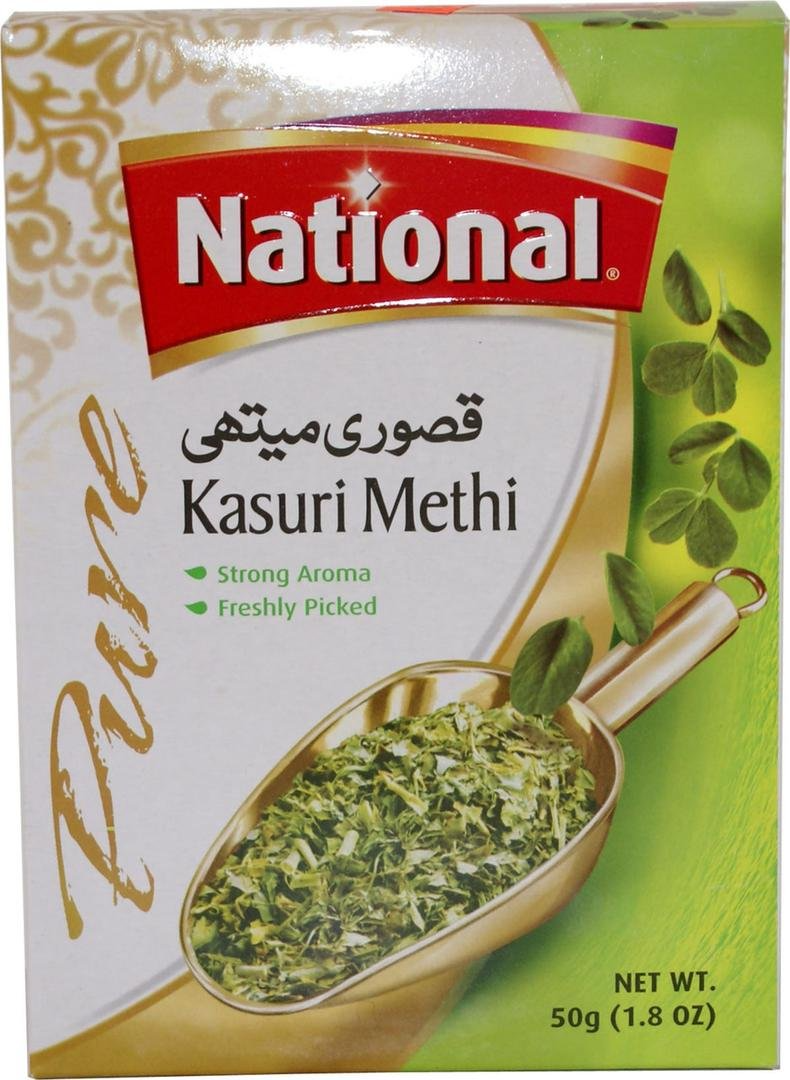 National®
قصوری میتھی
Kasuri Methi
Strong Aroma
Freshly Picked
Pure
NET WT.
50g (1.8 OZ)